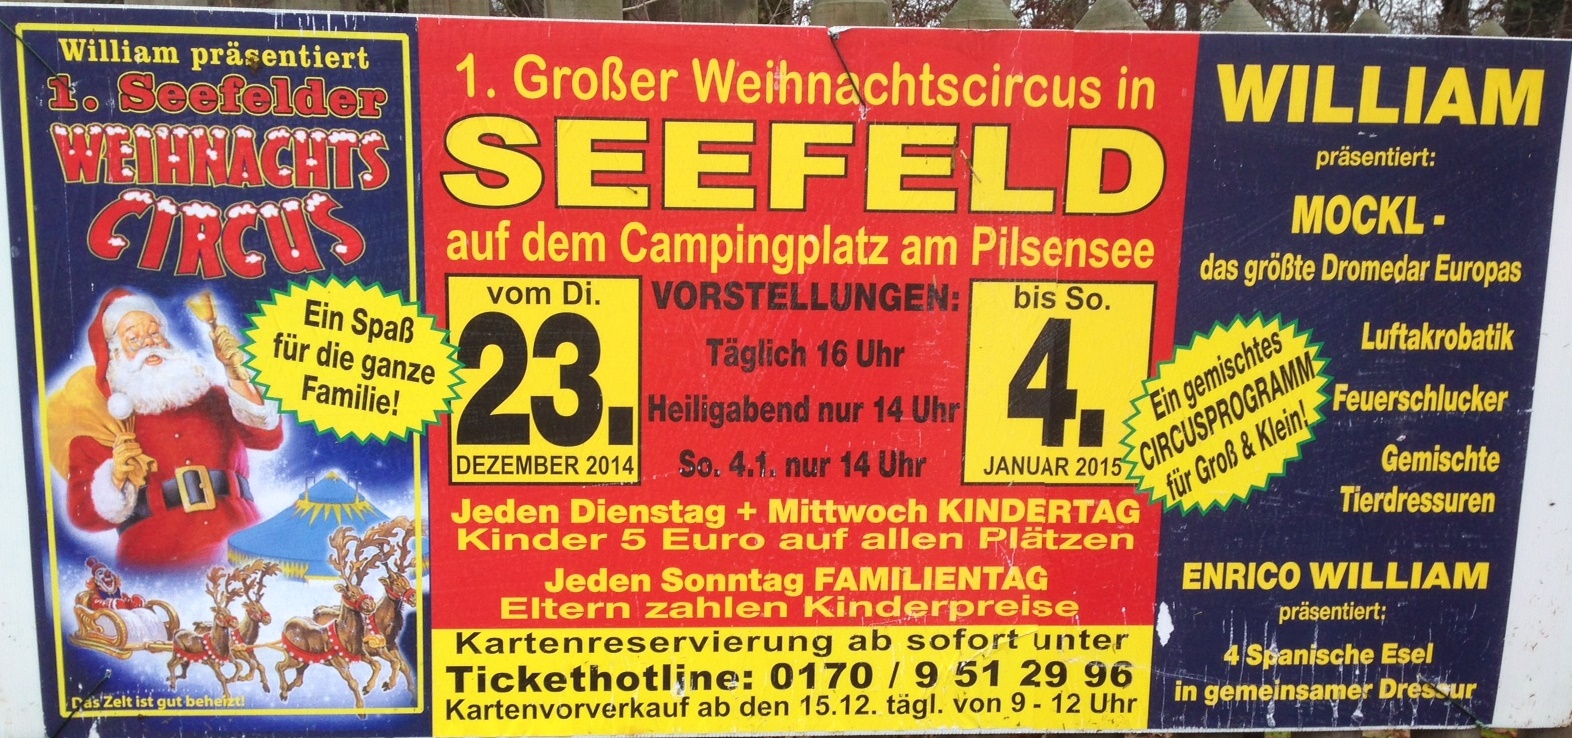 William präsentiert
1. Seefelder
WEIHNACHTS
CIRCUS
Ein Spaß
für die ganze
Familie!
Das Zelt ist gut beheizt!
1. Großer Weihnachtscircus in
SEEFELD
auf dem Campingplatz am Pilsensee
vom Di.
23.
DEZEMBER 2014
VORSTELLUNGEN:
Täglich 16 Uhr
Heiligabend nur 14 Uhr
So. 4.1. nur 14 Uhr
bis So.
4.
JANUAR 2015
Jeden Dienstag + Mittwoch KINDERTAG
Kinder 5 Euro auf allen Plätzen
Jeden Sonntag FAMILIENTAG
Eltern zahlen Kinderpreise
Kartenreservierung ab sofort unter
Tickethotline: 0170 / 9 51 29 96
Kartenvorverkauf ab den 15.12. tägl. von 9 - 12 Uhr
WILLIAM
präsentiert:
MOCKL -
das größte Dromedar Europas
Ein gemischtes
CIRCUSPROGRAMM
für Groß & Klein!
Luftakrobatik
Feuerschlucker
Gemischte
Tierdressuren
ENRICO WILLIAM
präsentiert:
4 Spanische Esel
in gemeinsamer Dressur